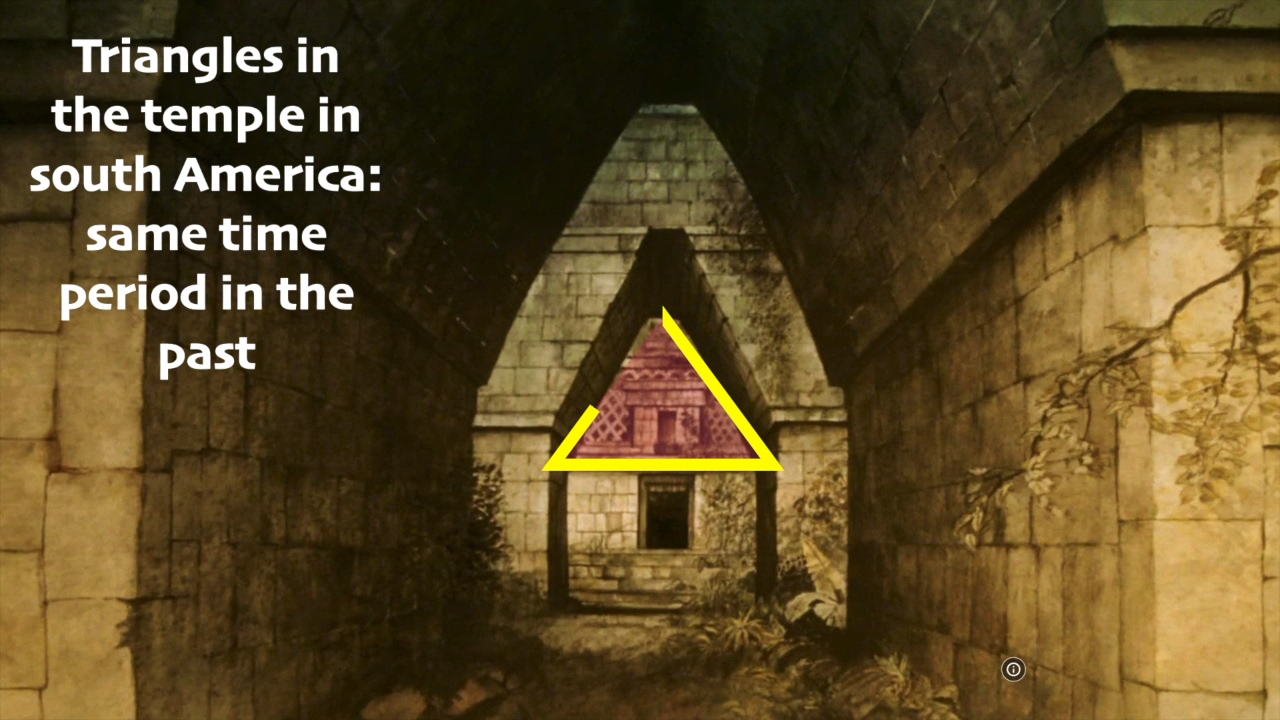 Triangles in
the temple in
south America:
same time
period in the
past